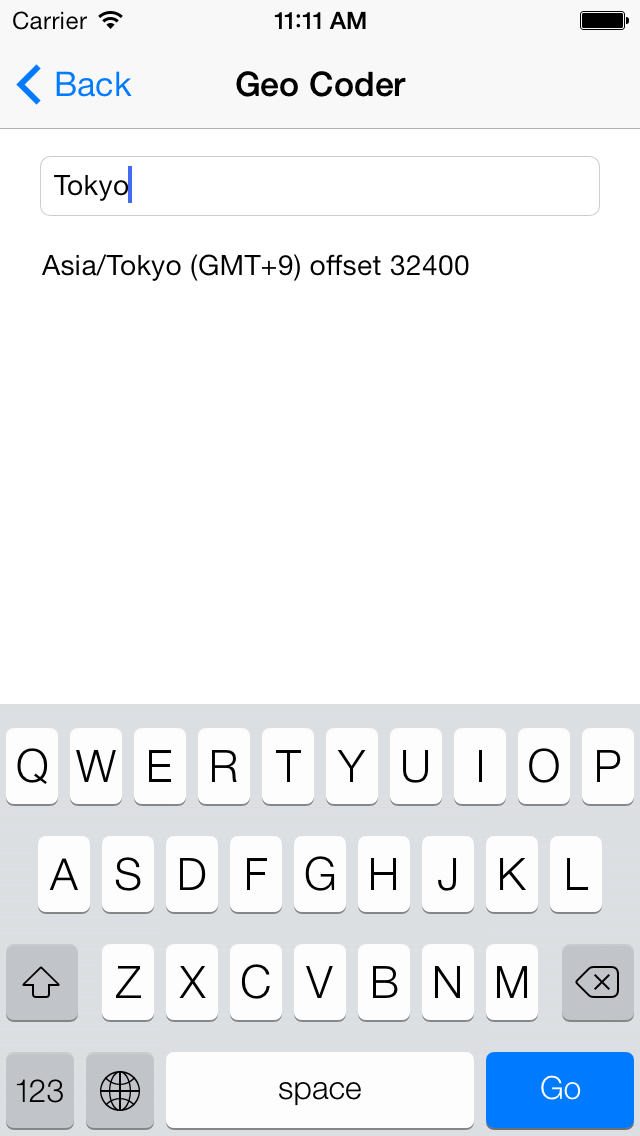 Carrier 11:11 AM
Back Geo Coder
Tokyo
Asia/Tokyo (GMT+9) offset 32400
Q W E R T Y U I O P
A S D F G H J K L
Z X C V B N M
123 space Go